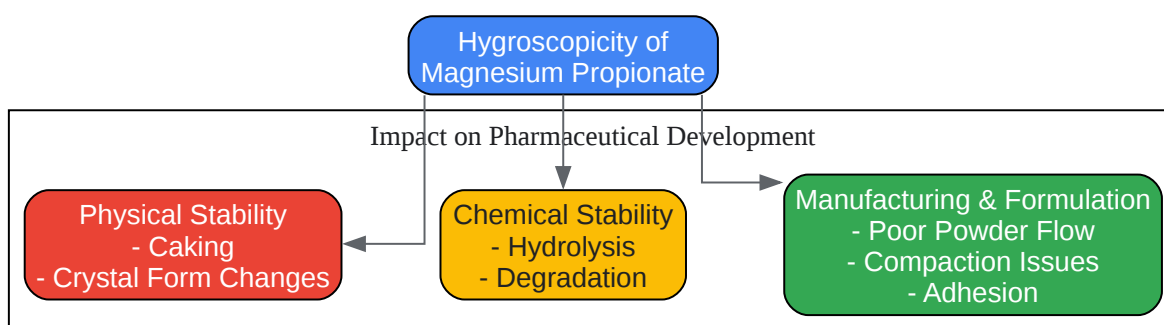 Hygroscopicity of
Magnesium Propionate
Impact on Pharmaceutical Development
Physical Stability
- Caking
- Crystal Form Changes
Chemical Stability
- Hydrolysis
- Degradation
Manufacturing & Formulation
- Poor Powder Flow
- Compaction Issues
- Adhesion